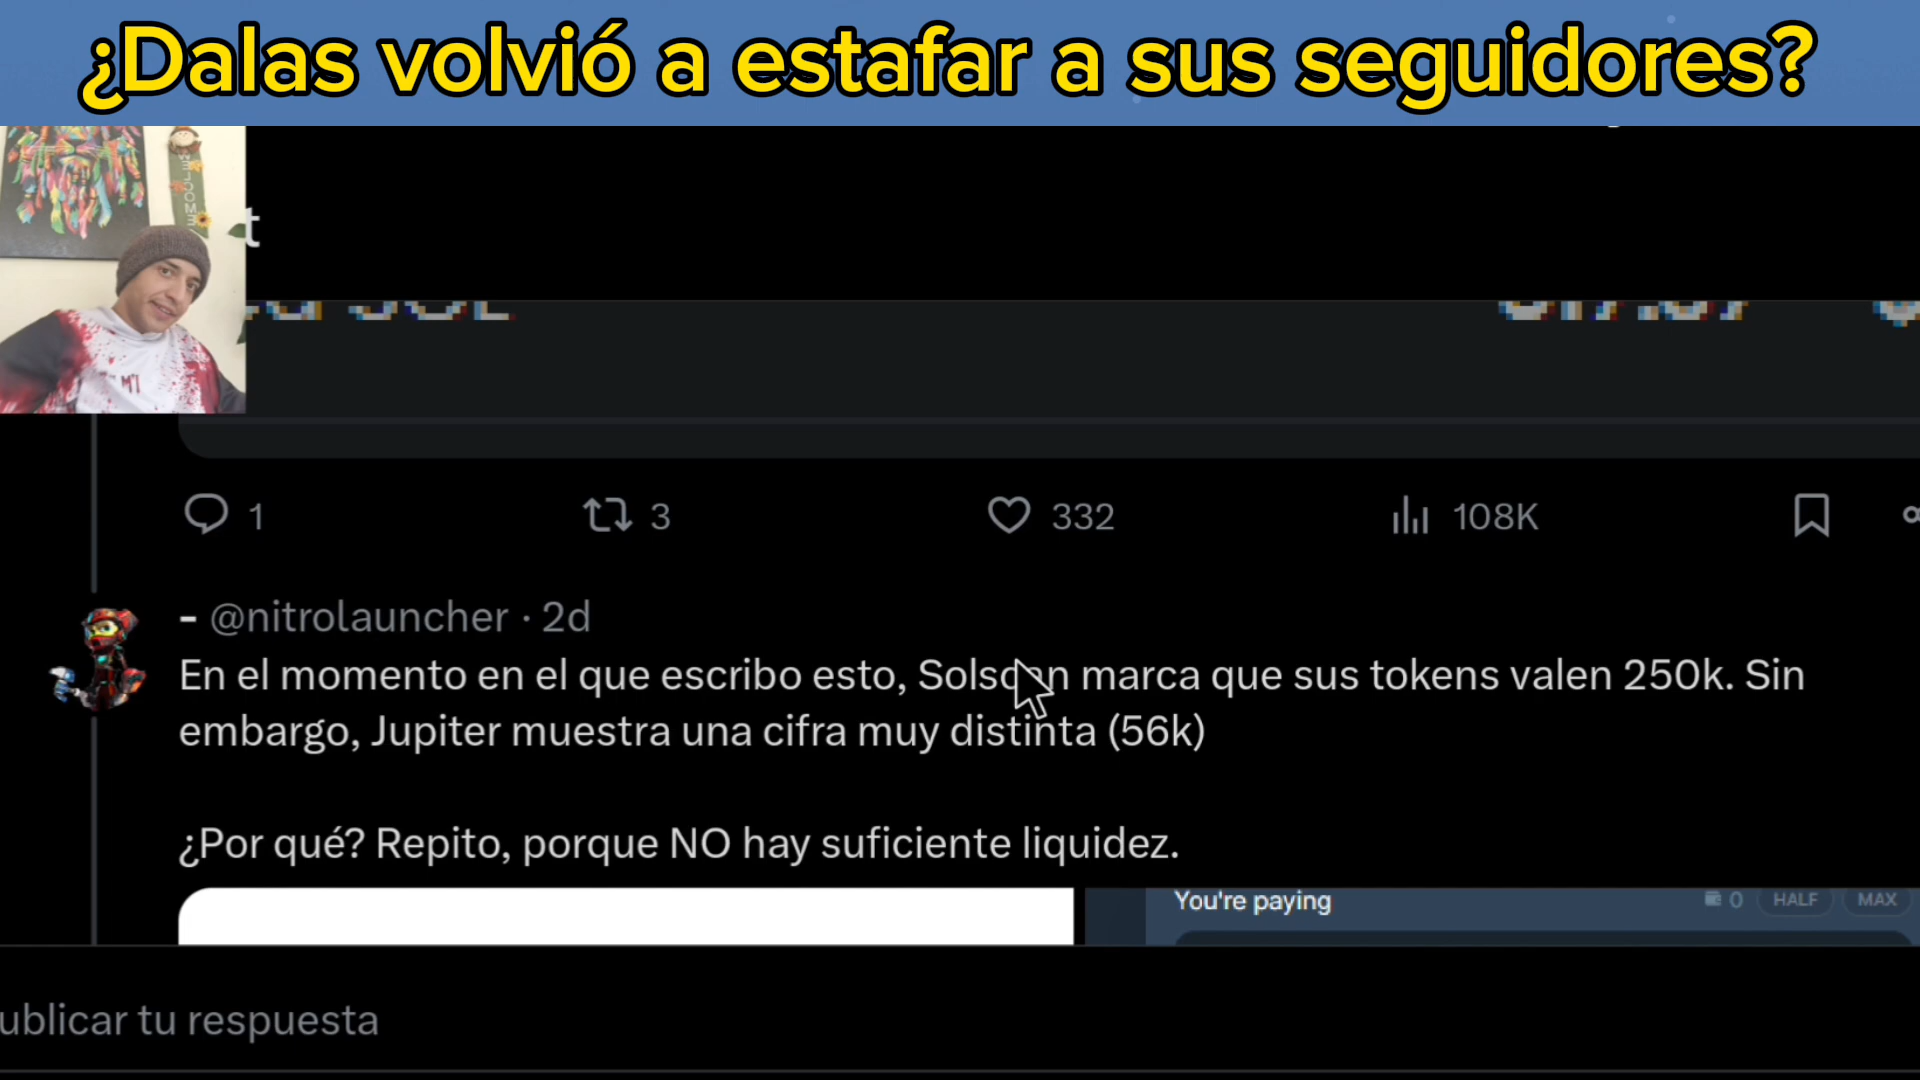 ¿Dalas volvió a estafar a sus seguidores?
WELCOME
t
1 3 332 108K
- @nitrolauncher · 2d
En el momento en el que escribo esto, Solscan marca que sus tokens valen 250k. Sin
embargo, Jupiter muestra una cifra muy distinta (56k)
¿Por qué? Repito, porque NO hay suficiente liquidez.
You're paying 0 HALF MAX
ublicar tu respuesta